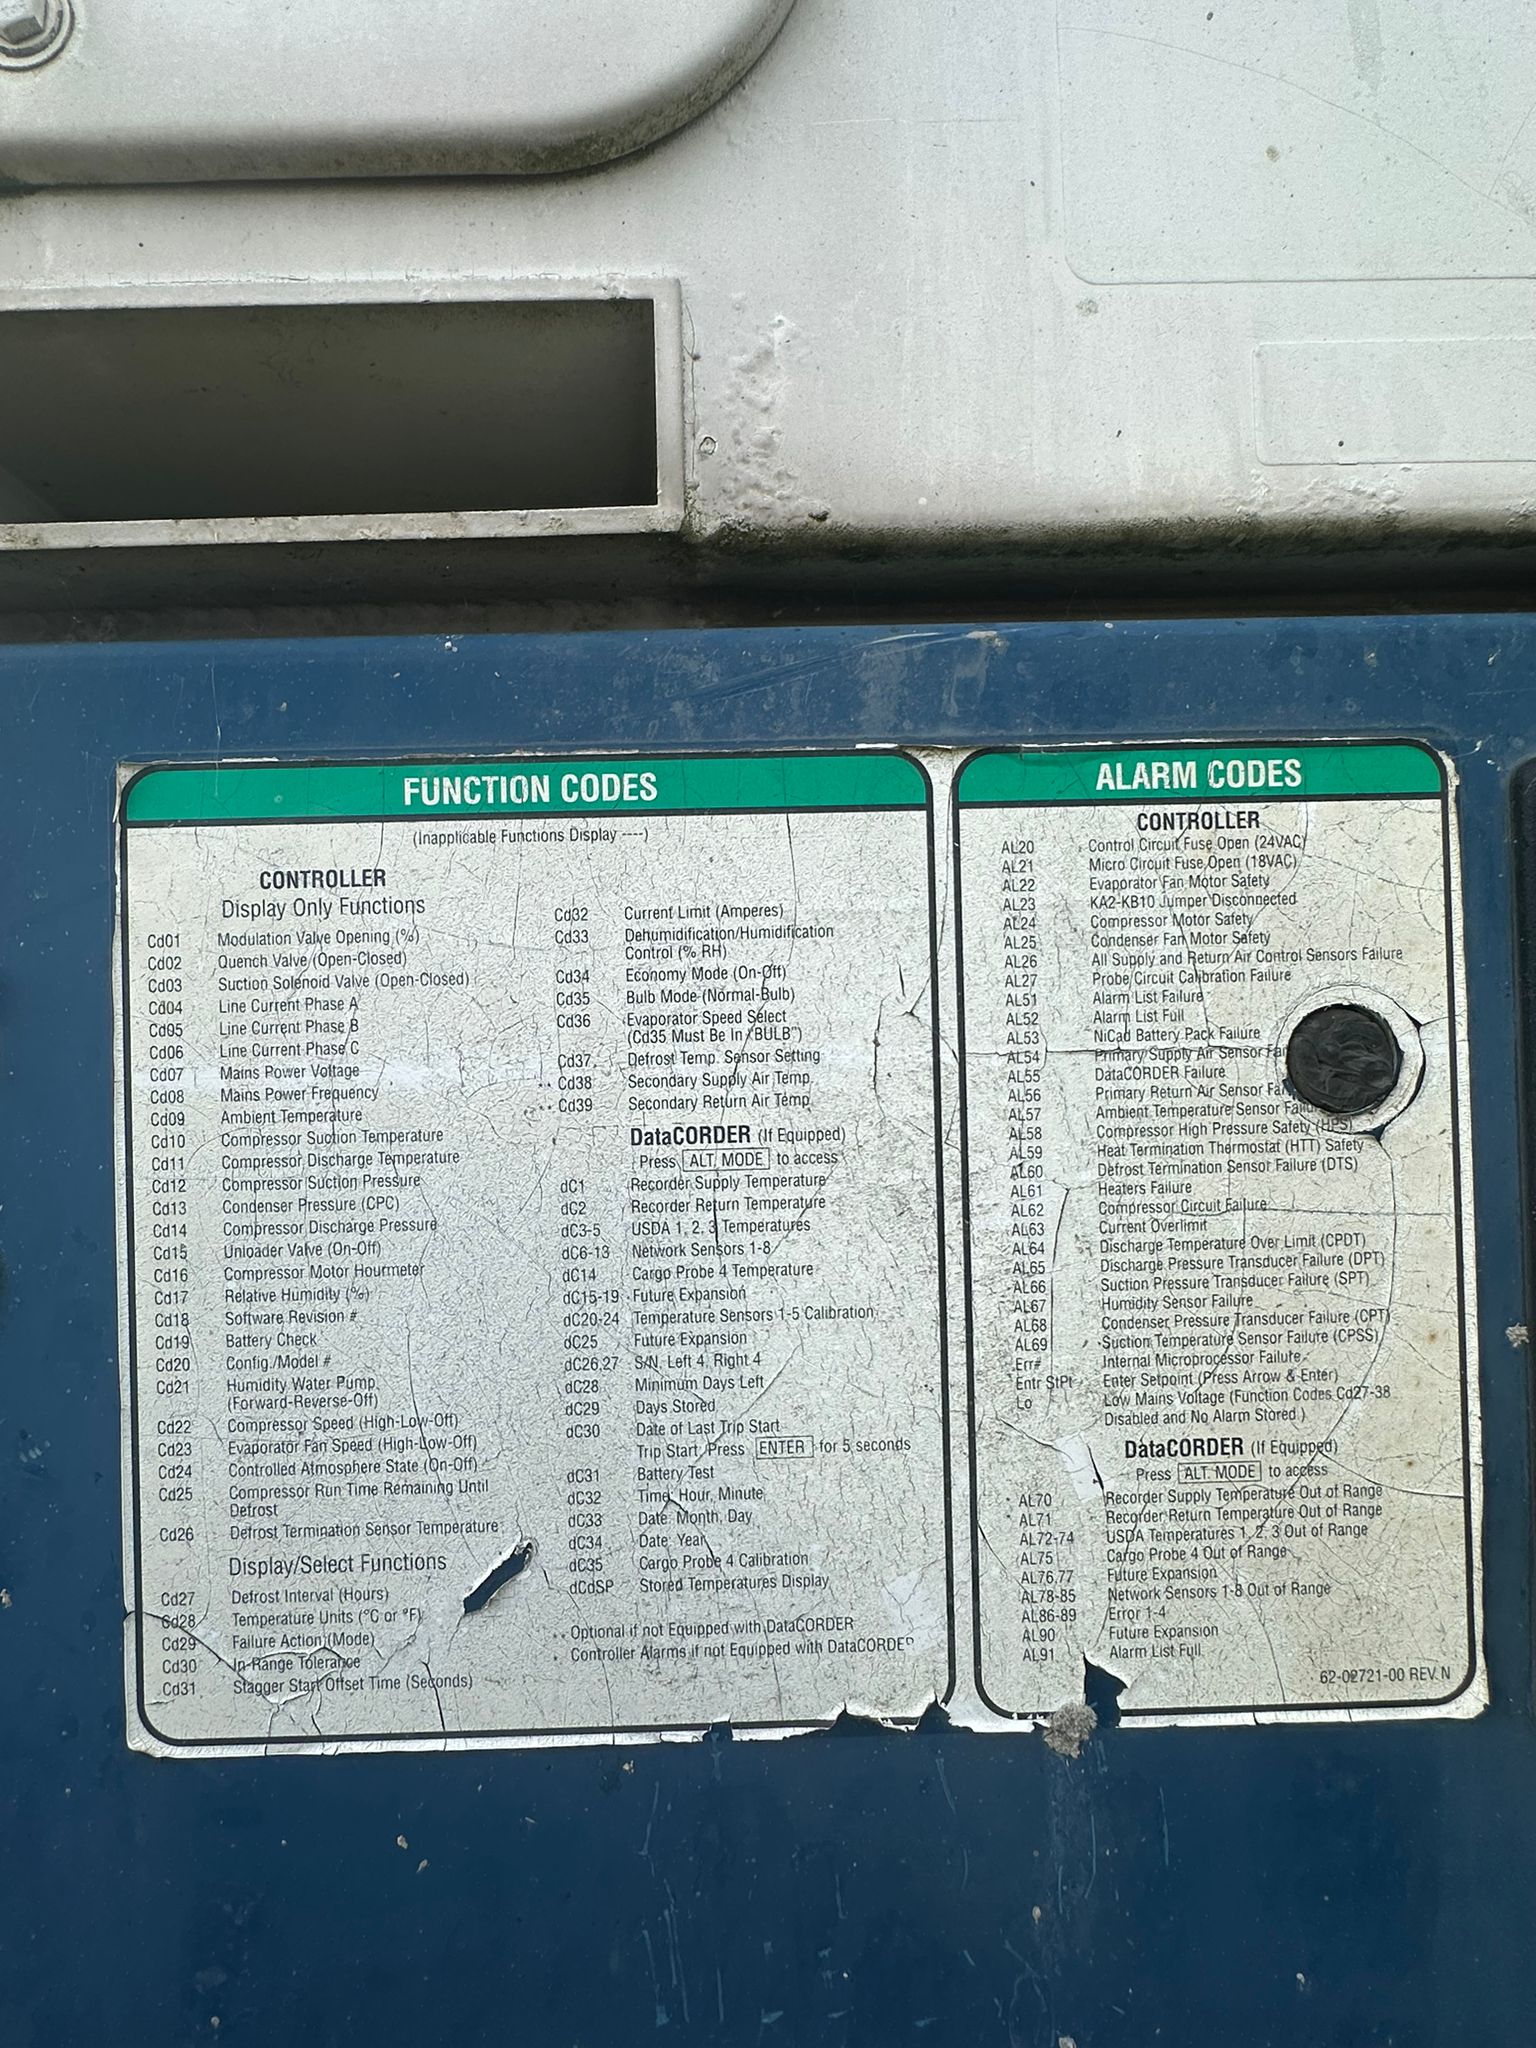 FUNCTION CODES
(Inapplicable Functions Display ----)
CONTROLLER
Display Only Functions
Cd01 Modulation Valve Opening (%)
Cd02 Quench Valve (Open-Closed)
Cd03 Suction Solenoid Valve (Open-Closed)
Cd04 Line Current Phase A
Cd05 Line Current Phase B
Cd06 Line Current Phase C
Cd07 Mains Power Voltage
Cd08 Mains Power Frequency
Cd09 Ambient Temperature
Cd10 Compressor Suction Temperature
Cd11 Compressor Discharge Temperature
Cd12 Compressor Suction Pressure
Cd13 Condenser Pressure (CPC)
Cd14 Compressor Discharge Pressure
Cd15 Unloader Valve (On-Off)
Cd16 Compressor Motor Hourmeter
Cd17 Relative Humidity (%)
Cd18 Software Revision #
Cd19 Battery Check
Cd20 Config./Model #
Cd21 Humidity Water Pump
(Forward-Reverse-Off)
Cd22 Compressor Speed (High-Low-Off)
Cd23 Evaporator Fan Speed (High-Low-Off)
Cd24 Controlled Atmosphere State (On-Off)
Cd25 Compressor Run Time Remaining Until
Defrost
Cd26 Defrost Termination Sensor Temperature
Display/Select Functions
Cd27 Defrost Interval (Hours)
Cd28 Temperature Units (°C or °F)
Cd29 Failure Action (Mode)
Cd30 In-Range Tolerance
Cd31 Stagger Start Offset Time (Seconds)
Cd32 Current Limit (Amperes)
Cd33 Dehumidification/Humidification
Control (% RH)
Cd34 Economy Mode (On-Off)
Cd35 Bulb Mode (Normal-Bulb)
Cd36 Evaporator Speed Select
(Cd35 Must Be In "BULB")
Cd37 Defrost Temp. Sensor Setting
** Cd38 Secondary Supply Air Temp
** Cd39 Secondary Return Air Temp
DataCORDER (If Equipped)
Press ALT. MODE to access
dC1 Recorder Supply Temperature
dC2 Recorder Return Temperature
dC3-5 USDA 1, 2, 3 Temperatures
dC6-13 Network Sensors 1-8
dC14 Cargo Probe 4 Temperature
dC15-19 Future Expansion
dC20-24 Temperature Sensors 1-5 Calibration
dC25 Future Expansion
dC26,27 S/N, Left 4, Right 4
dC28 Minimum Days Left
dC29 Days Stored
dC30 Date of Last Trip Start
Trip Start, Press ENTER for 5 seconds
dC31 Battery Test
dC32 Time: Hour, Minute
dC33 Date: Month, Day
dC34 Date: Year
dC35 Cargo Probe 4 Calibration
dCdSP Stored Temperatures Display
** Optional if not Equipped with DataCORDER
* Controller Alarms if not Equipped with DataCORDER
ALARM CODES
CONTROLLER
AL20 Control Circuit Fuse Open (24VAC)
AL21 Micro Circuit Fuse Open (18VAC)
AL22 Evaporator Fan Motor Safety
AL23 KA2-KB10 Jumper Disconnected
AL24 Compressor Motor Safety
AL25 Condenser Fan Motor Safety
AL26 All Supply and Return Air Control Sensors Failure
AL27 Probe Circuit Calibration Failure
AL51 Alarm List Failure
AL52 Alarm List Full
AL53 NiCad Battery Pack Failure
AL54 Primary Supply Air Sensor
AL55 DataCORDER Failure
AL56 Primary Return Air Sensor
AL57 Ambient Temperature Sensor
AL58 Compressor High Pressure Safety (HPS)
AL59 Heat Termination Thermostat (HTT) Safety
AL60 Defrost Termination Sensor Failure (DTS)
AL61 Heaters Failure
AL62 Compressor Circuit Failure
AL63 Current Overlimit
AL64 Discharge Temperature Over Limit (CPDT)
AL65 Discharge Pressure Transducer Failure (DPT)
AL66 Suction Pressure Transducer Failure (SPT)
AL67 Humidity Sensor Failure
AL68 Condenser Pressure Transducer Failure (CPT)
AL69 Suction Temperature Sensor Failure (CPSS)
Err# Internal Microprocessor Failure
Entr StPt Enter Setpoint (Press Arrow & Enter)
Lo Low Mains Voltage (Function Codes Cd27-38
Disabled and No Alarm Stored.)
DataCORDER (If Equipped)
Press ALT. MODE to access
* AL70 Recorder Supply Temperature Out of Range
* AL71 Recorder Return Temperature Out of Range
AL72-74 USDA Temperatures 1, 2, 3 Out of Range
AL75 Cargo Probe 4 Out of Range
AL76,77 Future Expansion
AL78-85 Network Sensors 1-8 Out of Range
AL86-89 Error 1-4
AL90 Future Expansion
AL91 Alarm List Full
62-02721-00 REV. N